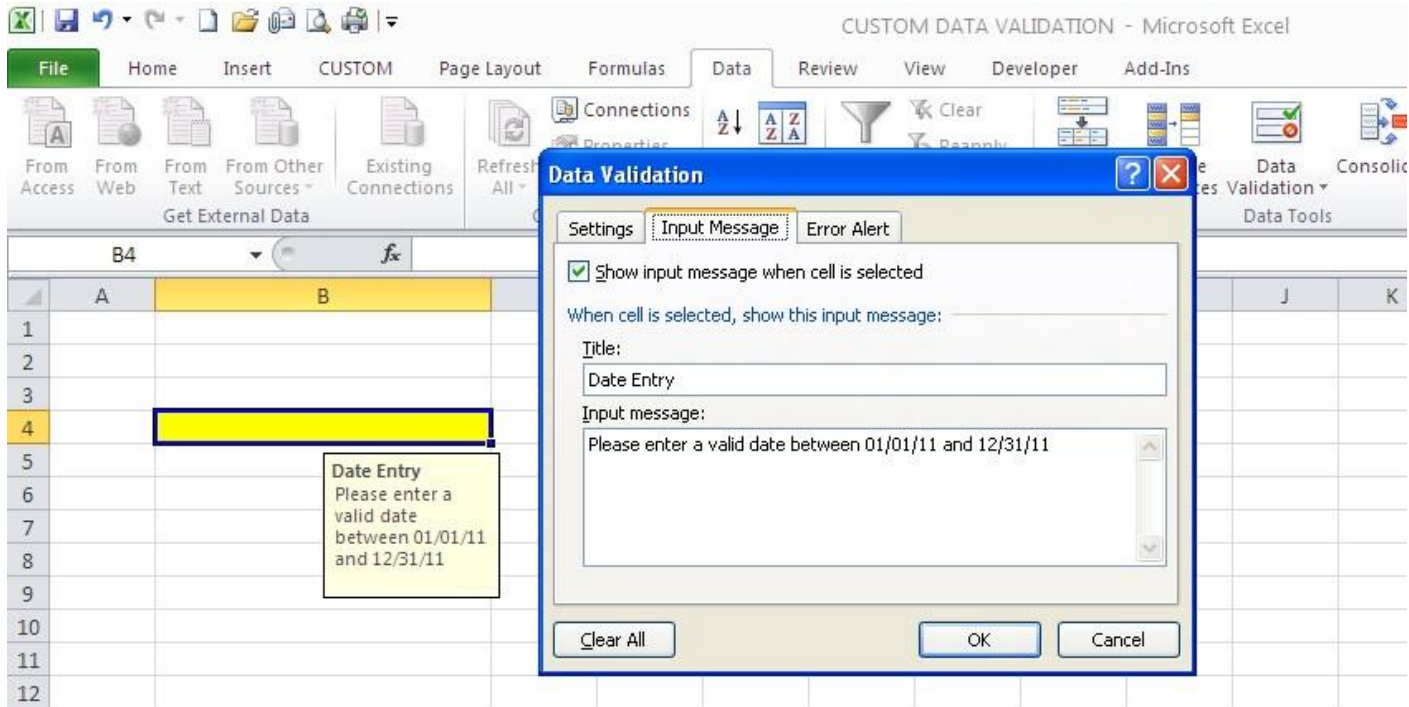 CUSTOM DATA VALIDATION - Microsoft Excel
File Home Insert CUSTOM Page Layout Formulas Data Review View Developer Add-Ins
Connections
Clear
Properties
Reapply
From Access
From Web
From Text
From Other Sources
Existing Connections
Refresh All
Data Validation
Get External Data
Data Tools
B4
fx
A B J K
1
2
3
4
5
6
7
8
9
10
11
12
Date Entry
Please enter a
valid date
between 01/01/11
and 12/31/11
Data Validation
Settings Input Message Error Alert
Show input message when cell is selected
When cell is selected, show this input message:
Title:
Date Entry
Input message:
Please enter a valid date between 01/01/11 and 12/31/11
Clear All OK Cancel